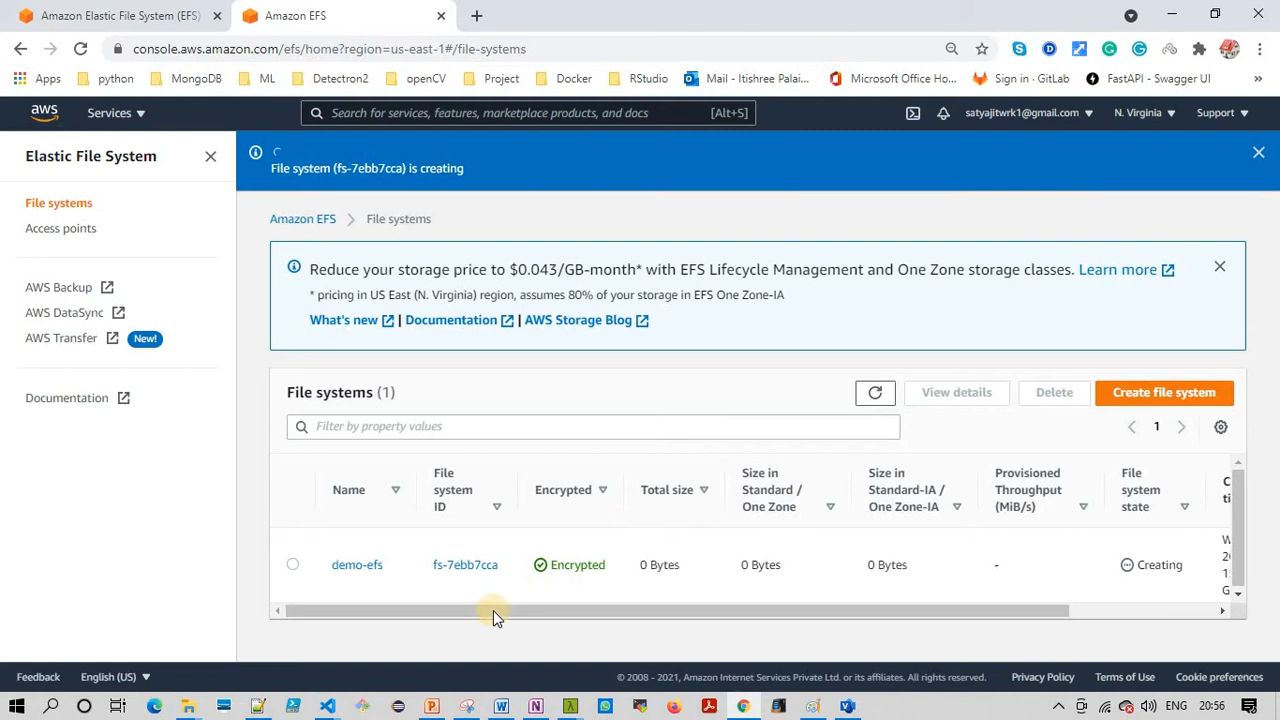 Amazon Elastic File System (EFS)
Amazon EFS
console.aws.amazon.com/efs/home?region=us-east-1#/file-systems
Apps
python
MongoDB
ML
Detectron2
openCV
Project
Docker
RStudio
Mail - Itishree Palai...
Microsoft Office Ho...
Sign in · GitLab
FastAPI - Swagger UI
»
aws
Services
Search for services, features, marketplace products, and docs
[Alt+S]
satyajitwrk1@gmail.com
N. Virginia
Support
Elastic File System
File systems
Access points
AWS Backup
AWS DataSync
AWS Transfer
New!
Documentation
File system (fs-7ebb7cca) is creating
Amazon EFS
File systems
Reduce your storage price to $0.043/GB-month* with EFS Lifecycle Management and One Zone storage classes. Learn more
* pricing in US East (N. Virginia) region, assumes 80% of your storage in EFS One Zone-IA
What's new | Documentation | AWS Storage Blog
File systems (1)
View details
Delete
Create file system
Filter by property values
1
Name
File
system
ID
Encrypted
Total size
Size in
Standard /
One Zone
Size in
Standard-IA /
One Zone-IA
Provisioned
Throughput
(MiB/s)
File
system
state
demo-efs
fs-7ebb7cca
Encrypted
0 Bytes
0 Bytes
0 Bytes
-
Creating
Feedback
English (US)
© 2008 - 2021, Amazon Internet Services Private Ltd. or its affiliates. All rights reserved.
Privacy Policy
Terms of Use
Cookie preferences
ENG
20:56